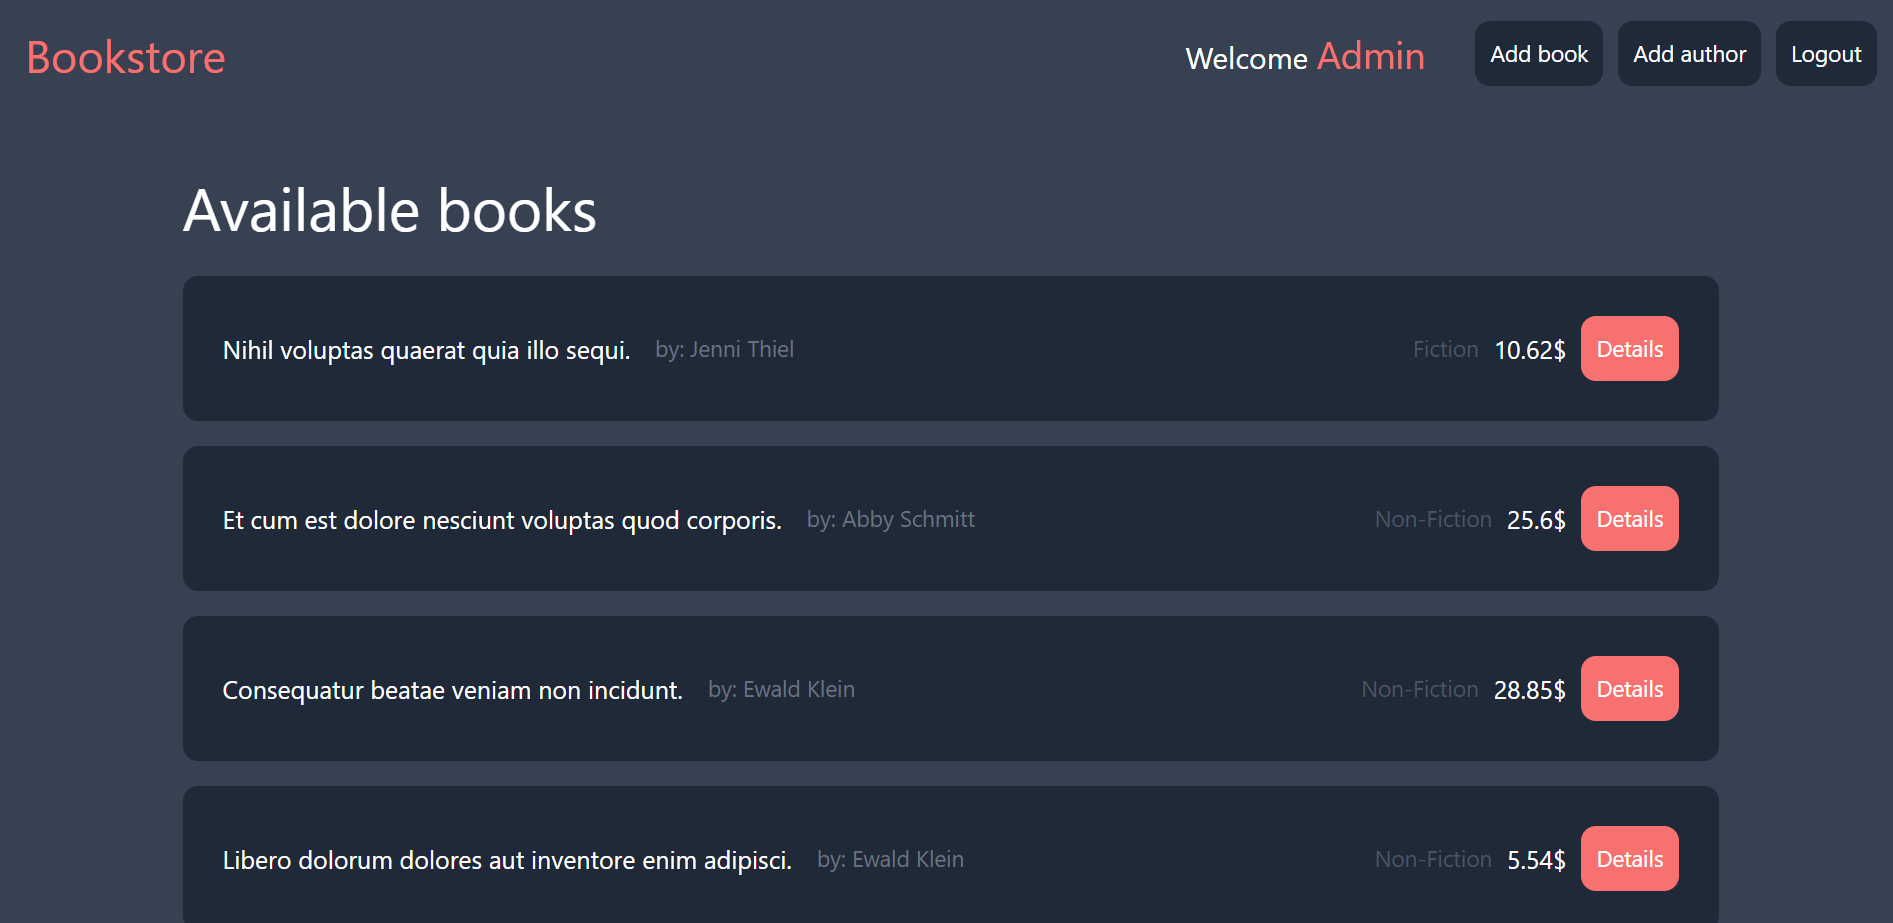 Bookstore
Welcome Admin
Add book
Add author
Logout
Available books
Nihil voluptas quaerat quia illo sequi. by: Jenni Thiel Fiction 10.62$ Details
Et cum est dolore nesciunt voluptas quod corporis. by: Abby Schmitt Non-Fiction 25.6$ Details
Consequatur beatae veniam non incidunt. by: Ewald Klein Non-Fiction 28.85$ Details
Libero dolorum dolores aut inventore enim adipisci. by: Ewald Klein Non-Fiction 5.54$ Details